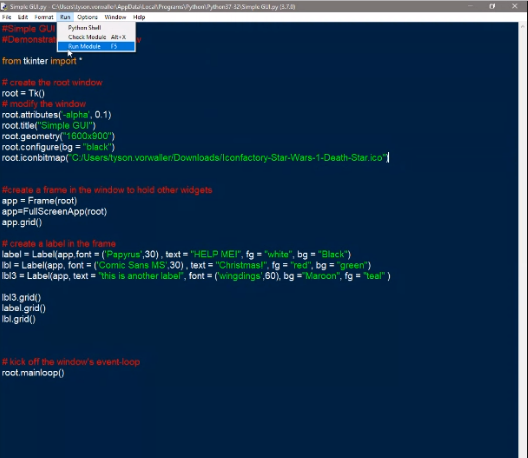 Simple GUI.py - C:\Users\tyson.vorwaller\AppData\Local\Programs\Python\Python37-32\Simple GUI.py (3.7.0)
File Edit Format Run Options Window Help
Python Shell
Check Module Alt+X
Run Module F5
#Simple GUI
#Demonstrat
from tkinter import *
# create the root window
root = Tk()
# modify the window
root.attributes('-alpha', 0.1)
root.title("Simple GUI")
root.geometry("1600x900")
root.configure(bg = "black")
root.iconbitmap("C:/Users/tyson.vorwaller/Downloads/Iconfactory-Star-Wars-1-Death-Star.ico")
#create a frame in the window to hold other widgets
app = Frame(root)
app=FullScreenApp(root)
app.grid()
# create a label in the frame
label = Label(app,font = ('Papyrus',30) , text = "HELP ME!", fg = "white", bg = "Black")
lbl = Label(app, font = ('Comic Sans MS',30) , text = "Christmas!", fg = "red", bg = "green")
lbl3 = Label(app, text = "this is another label", font = ('wingdings',60), bg ="Maroon", fg = "teal" )
lbl3.grid()
label.grid()
lbl.grid()
# kick off the window's event-loop
root.mainloop()